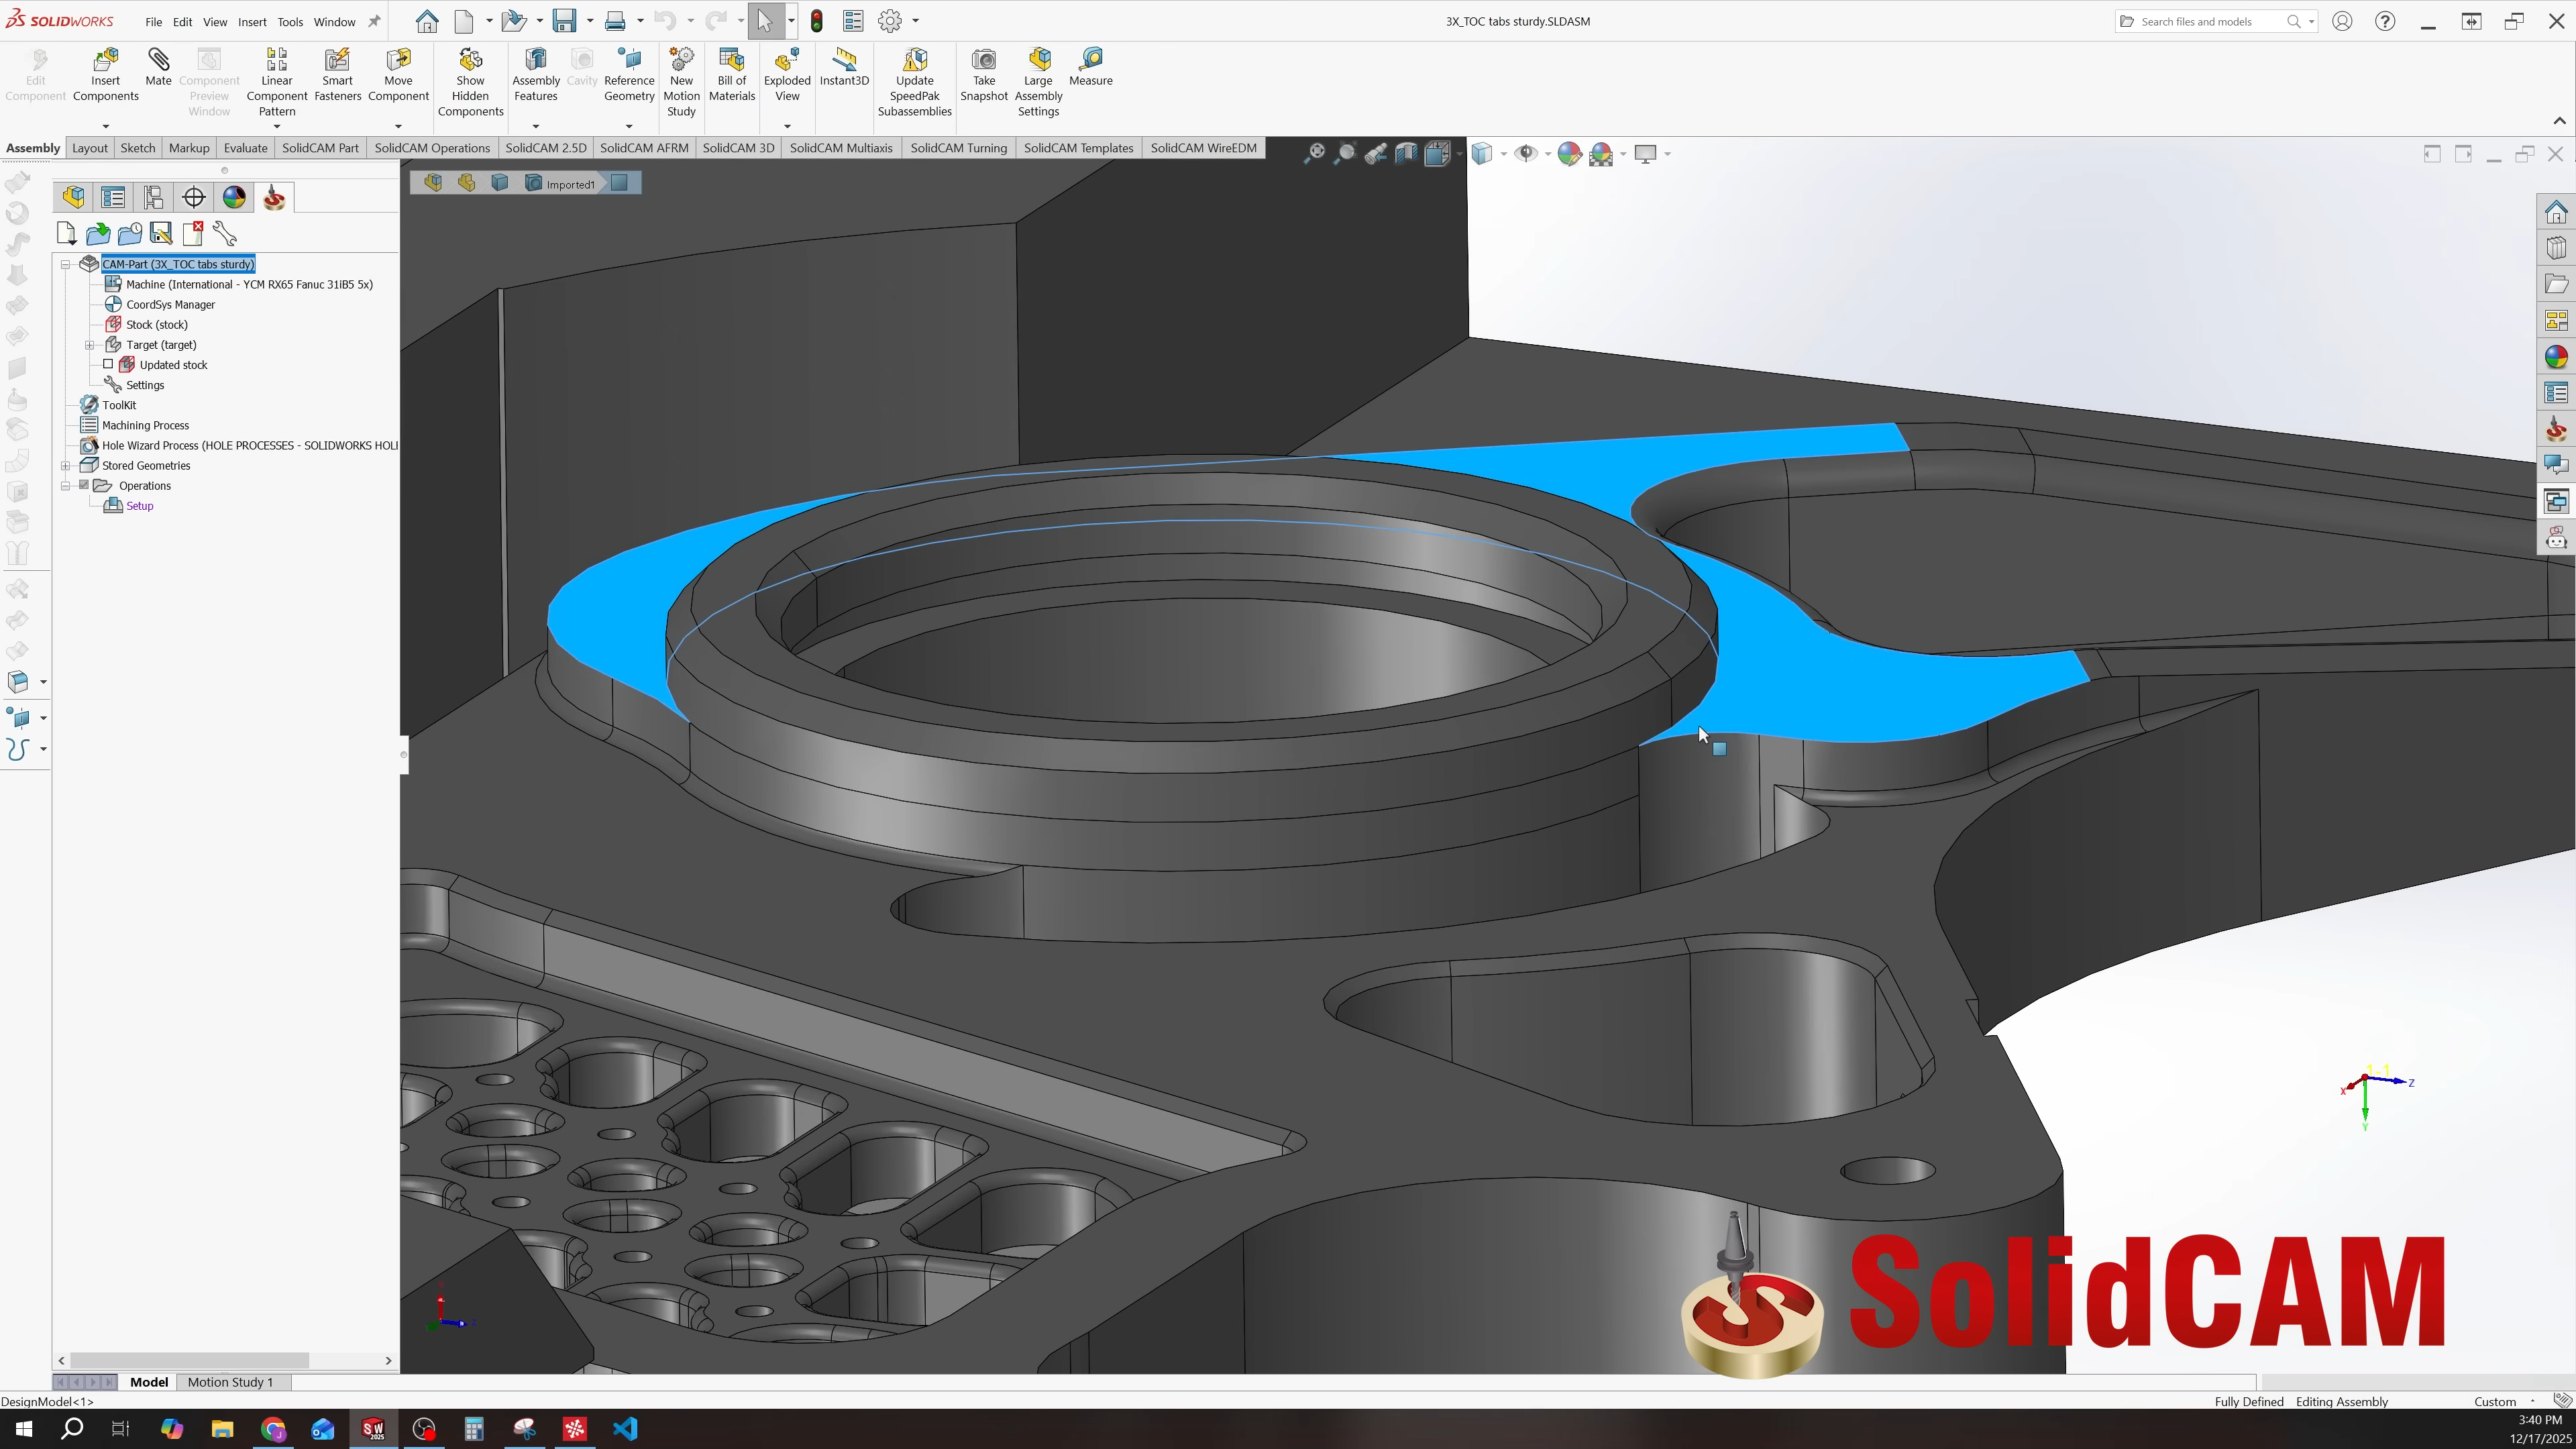 SOLIDWORKS
File Edit View Insert Tools Window
3X_TOC tabs sturdy.SLDASM
Search files and models
Edit Component
Insert Components
Mate
Component Preview Window
Linear Component Pattern
Smart Fasteners
Move Component
Show Hidden Components
Assembly Features
Cavity
Reference Geometry
New Motion Study
Bill of Materials
Exploded View
Instant3D
Update SpeedPak Subassemblies
Take Snapshot
Large Assembly Settings
Measure
Assembly Layout Sketch Markup Evaluate SolidCAM Part SolidCAM Operations SolidCAM 2.5D SolidCAM AFRM SolidCAM 3D SolidCAM Multiaxis SolidCAM Turning SolidCAM Templates SolidCAM WireEDM
Imported1
CAM-Part (3X_TOC tabs sturdy)
Machine (International - YCM RX65 Fanuc 31iB5 5x)
CoordSys Manager
Stock (stock)
Target (target)
Updated stock
Settings
ToolKit
Machining Process
Hole Wizard Process (HOLE PROCESSES - SOLIDWORKS HOL
Stored Geometries
Operations
Setup
1-1
X
Z
Y
SolidCAM
Model Motion Study 1
DesignModel<1>
Fully Defined Editing Assembly Custom
3:40 PM
12/17/2025